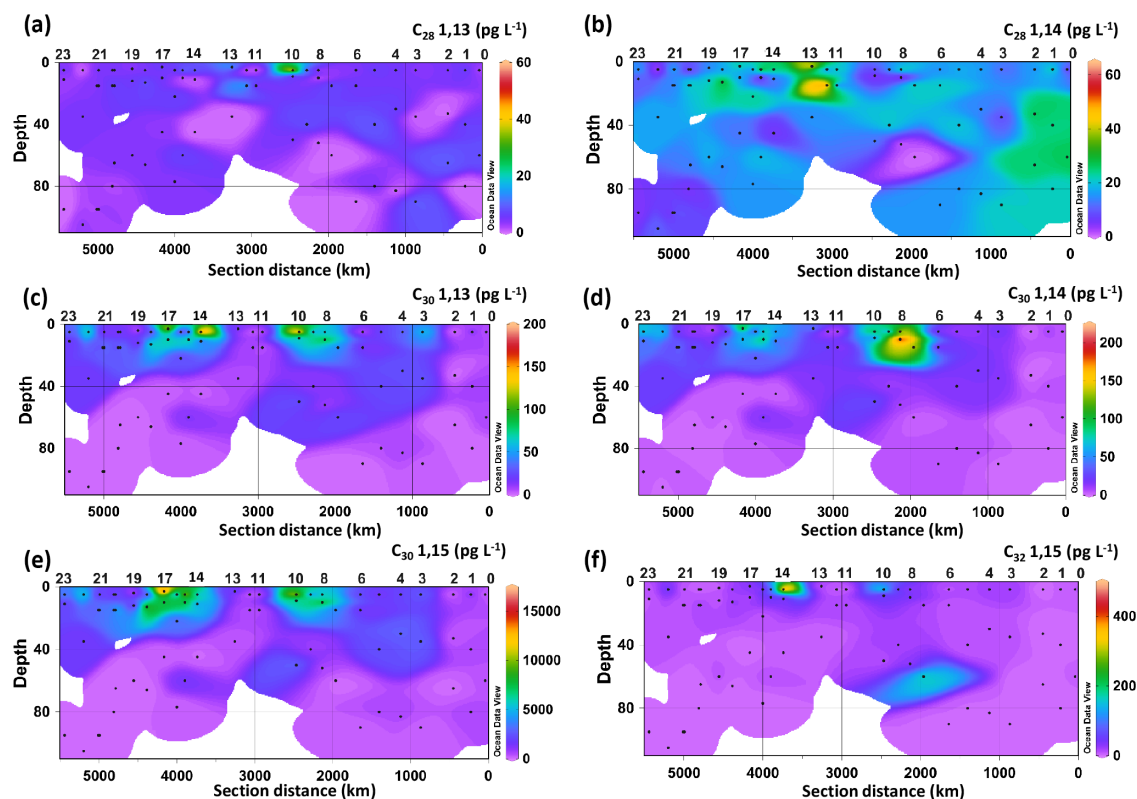 (a) C28 1,13 (pg L-1)
23 21 19 17 14 13 11 10 8 6 4 3 2 1 0
Depth
0
40
80
60
40
20
0
Ocean Data View
5000 4000 3000 2000 1000 0
Section distance (km)
(b) C28 1,14 (pg L-1)
23 21 19 17 14 13 11 10 8 6 4 3 2 1 0
Depth
0
40
80
60
40
20
0
Ocean Data View
5000 4000 3000 2000 1000 0
Section distance (km)
(c) C30 1,13 (pg L-1)
23 21 19 17 14 13 11 10 8 6 4 3 2 1 0
Depth
0
40
80
200
150
100
50
0
Ocean Data View
5000 4000 3000 2000 1000 0
Section distance (km)
(d) C30 1,14 (pg L-1)
23 21 19 17 14 13 11 10 8 6 4 3 2 1 0
Depth
0
40
80
200
150
100
50
0
Ocean Data View
5000 4000 3000 2000 1000 0
Section distance (km)
(e) C30 1,15 (pg L-1)
23 21 19 17 14 13 11 10 8 6 4 3 2 1 0
Depth
0
40
80
15000
10000
5000
0
Ocean Data View
5000 4000 3000 2000 1000 0
Section distance (km)
(f) C32 1,15 (pg L-1)
23 21 19 17 14 13 11 10 8 6 4 3 2 1 0
Depth
0
40
80
400
200
0
Ocean Data View
5000 4000 3000 2000 1000 0
Section distance (km)